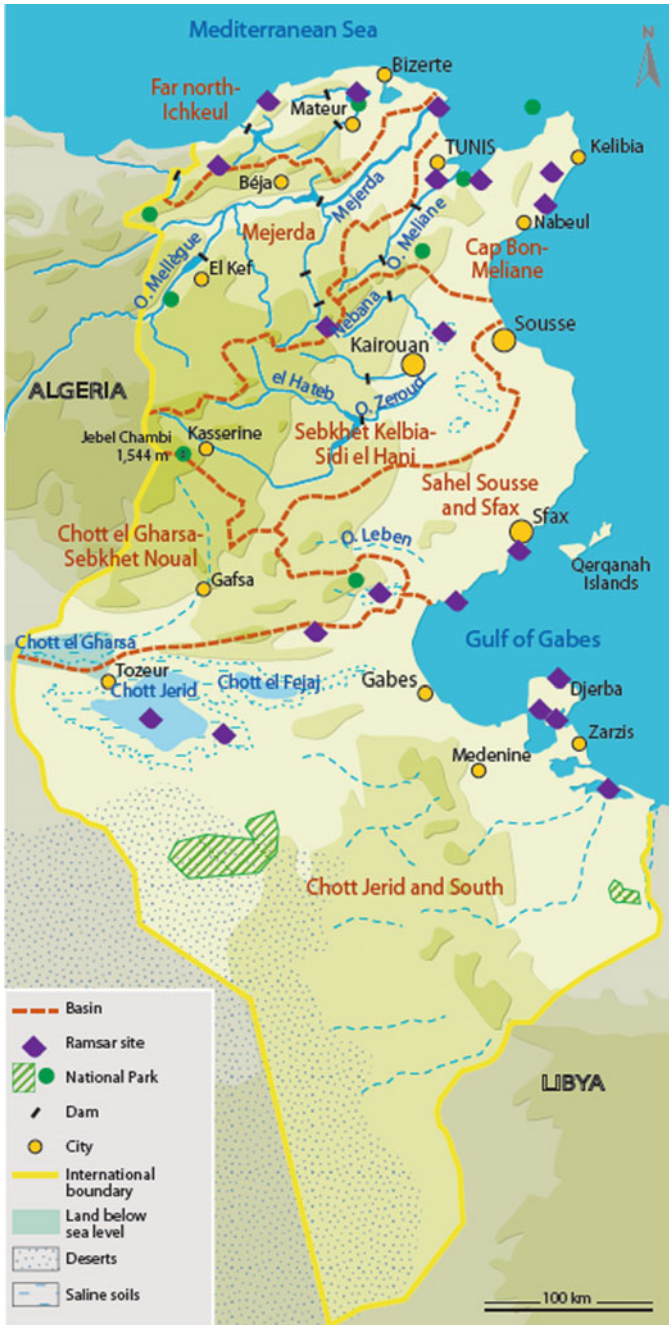 Mediterranean Sea
N
Bizerte
Far north-
Ichkeul
Mateur
TUNIS
Kelibia
Béja
Mejerda
O. Meliane
Nabeul
Mejerda
Cap Bon-
Meliane
O. Mellègue
El Kef
Nebana
Sousse
Kairouan
ALGERIA
el Hateb
O. Zeroud
Jebel Chambi
1,544 m
Kasserine
Sebkhet Kelbia-
Sidi el Hani
Sahel Sousse
and Sfax
Sfax
Chott el Gharsa-
Sebkhet Noual
O. Leben
Qerqanah
Islands
Gafsa
Chott el Gharsa
Gulf of Gabes
Tozeur
Chott Jerid
Chott el Fejaj
Gabes
Djerba
Zarzis
Medenine
Chott Jerid and South
Basin
Ramsar site
National Park
Dam
City
International
boundary
Land below
sea level
Deserts
Saline soils
LIBYA
100 km